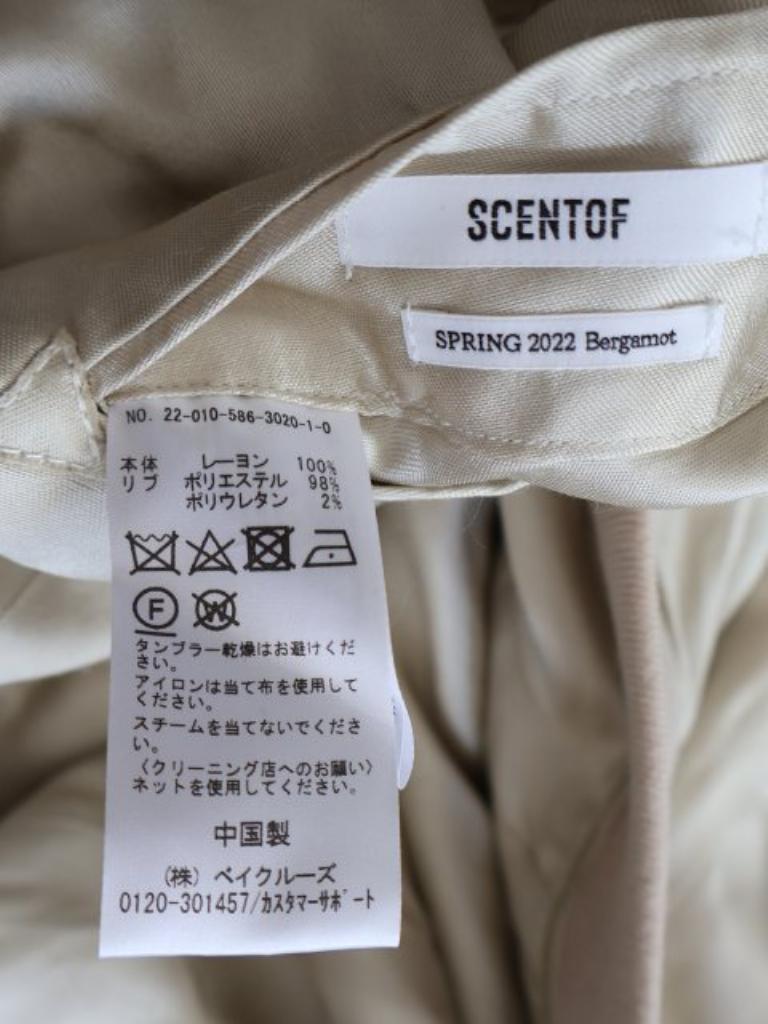 SCENTOF
SPRING 2022 Bergamot
NO. 22-010-586-3020-1-0
本体 レーヨン 100%
リブ ポリエステル 98%
ポリウレタン 2%
F W
タンブラー乾燥はお避けくだ
さい。
アイロンは当て布を使用して
ください。
スチームを当てないでくださ
い。
〈クリーニング店へのお願い〉
ネットを使用してください。
中国製
(株) ベイクルーズ
0120-301457/ｶｽﾀﾏｰｻﾎﾟｰﾄ